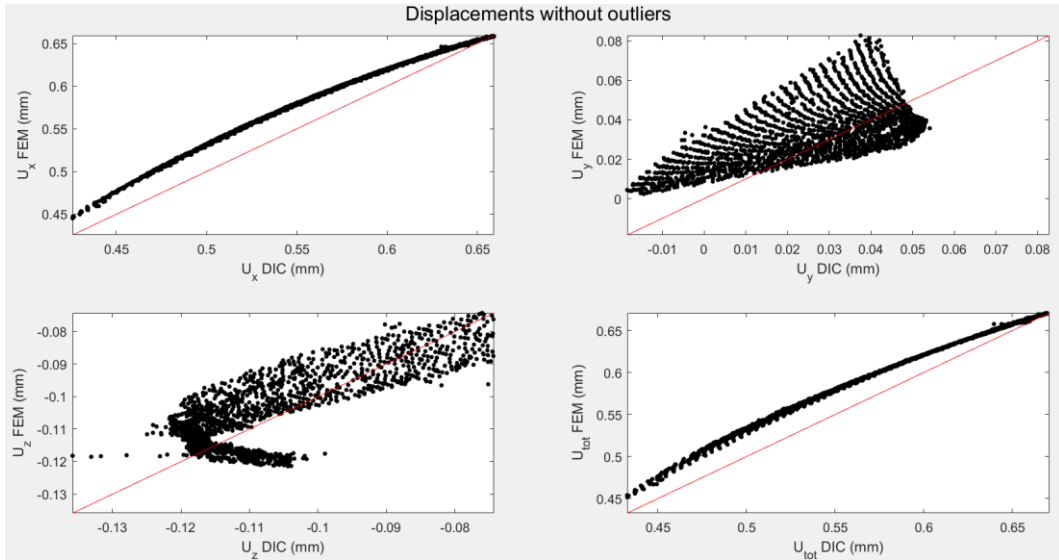 Displacements without outliers
U_x FEM (mm)
0.65
0.6
0.55
0.5
0.45
0.45 0.5 0.55 0.6 0.65
U_x DIC (mm)
U_y FEM (mm)
0.08
0.06
0.04
0.02
0
-0.01 0 0.01 0.02 0.03 0.04 0.05 0.06 0.07 0.08
U_y DIC (mm)
U_z FEM (mm)
-0.08
-0.09
-0.1
-0.11
-0.12
-0.13
-0.13 -0.12 -0.11 -0.1 -0.09 -0.08
U_z DIC (mm)
U_tot FEM (mm)
0.65
0.6
0.55
0.5
0.45
0.45 0.5 0.55 0.6 0.65
U_tot DIC (mm)